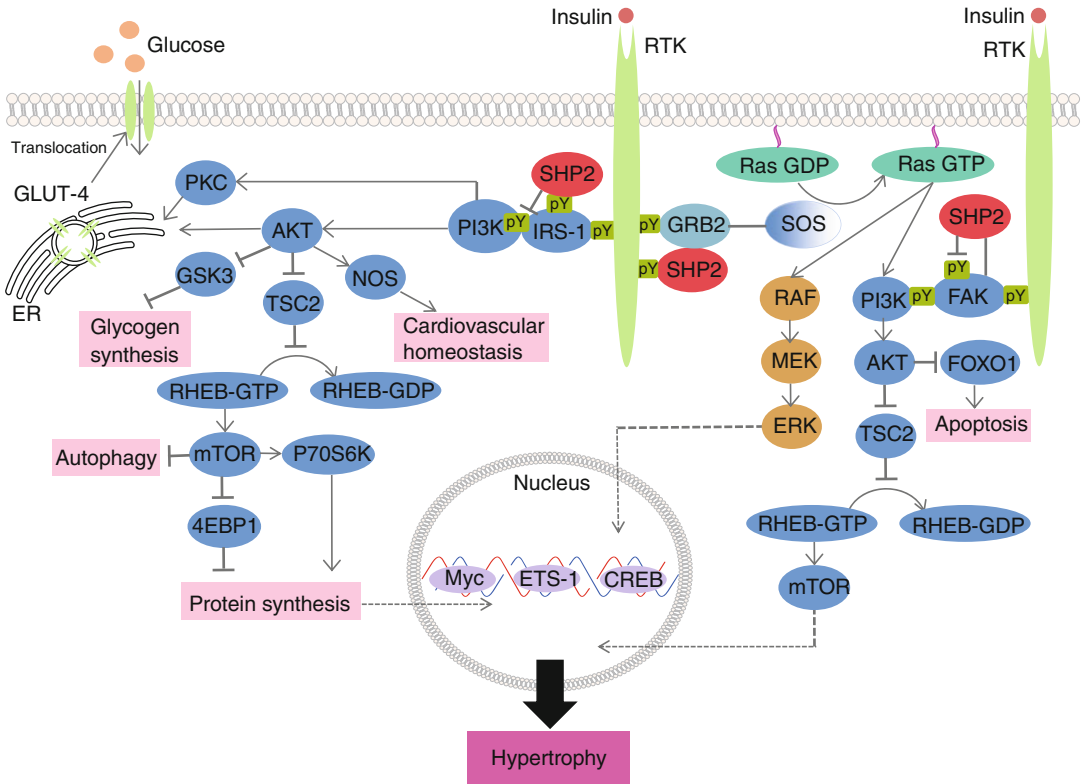 Insulin
Insulin
RTK
RTK
Glucose
Translocation
GLUT-4
ER
PKC
SHP2
pY
pY
PI3K
IRS-1
pY
pY
GRB2
SOS
pY
SHP2
Ras GDP
Ras GTP
SHP2
pY
PI3K
pY
FAK
pY
AKT
GSK3
NOS
TSC2
Glycogen
synthesis
Cardiovascular
homeostasis
RHEB-GTP
RHEB-GDP
Autophagy
mTOR
P70S6K
4EBP1
Protein synthesis
RAF
MEK
ERK
AKT
FOXO1
Apoptosis
TSC2
RHEB-GTP
RHEB-GDP
mTOR
Nucleus
Myc
ETS-1
CREB
Hypertrophy